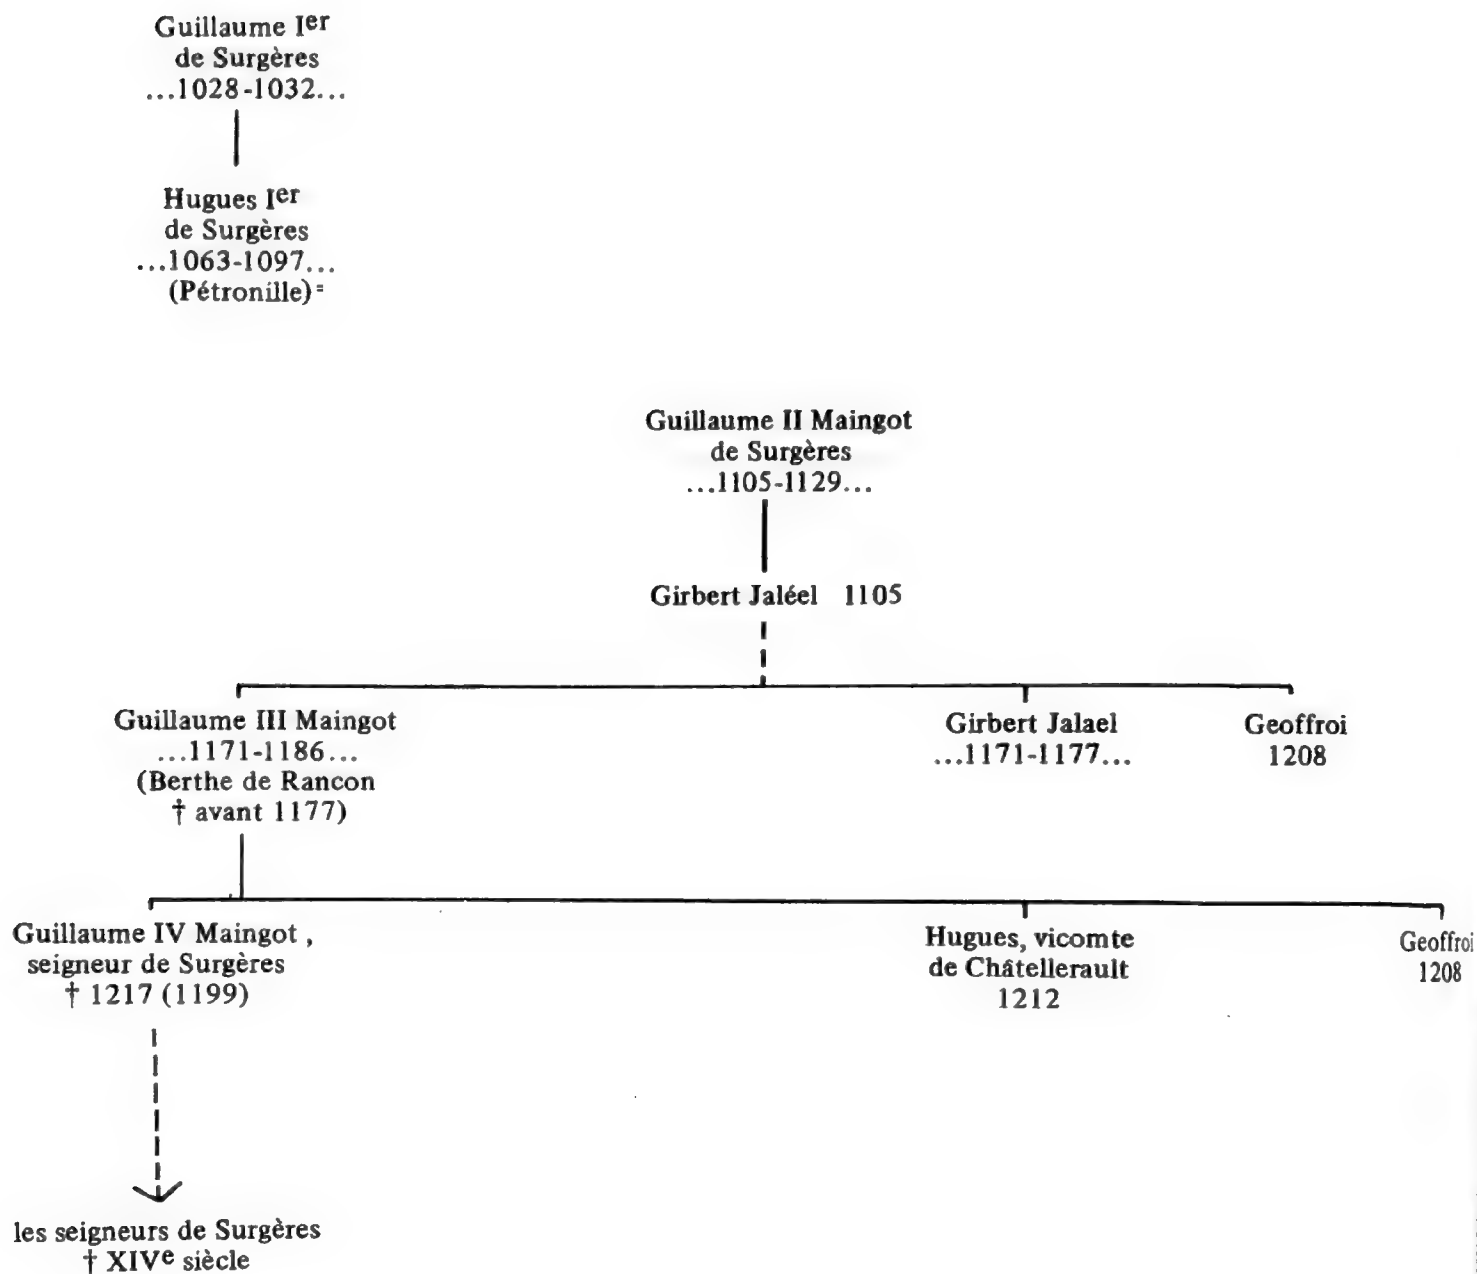 Guillaume Ier
de Surgères
...1028-1032...
Hugues Ier
de Surgères
...1063-1097...
(Pétronille)=
Guillaume II Maingot
de Surgères
...1105-1129...
Girbert Jaléel 1105
Guillaume III Maingot
...1171-1186...
(Berthe de Rancon
† avant 1177)
Girbert Jalael
...1171-1177...
Geoffroi
1208
Guillaume IV Maingot ,
seigneur de Surgères
† 1217 (1199)
Hugues, vicomte
de Châtellerault
1212
Geoffroi
1208
les seigneurs de Surgères
† XIVe siècle